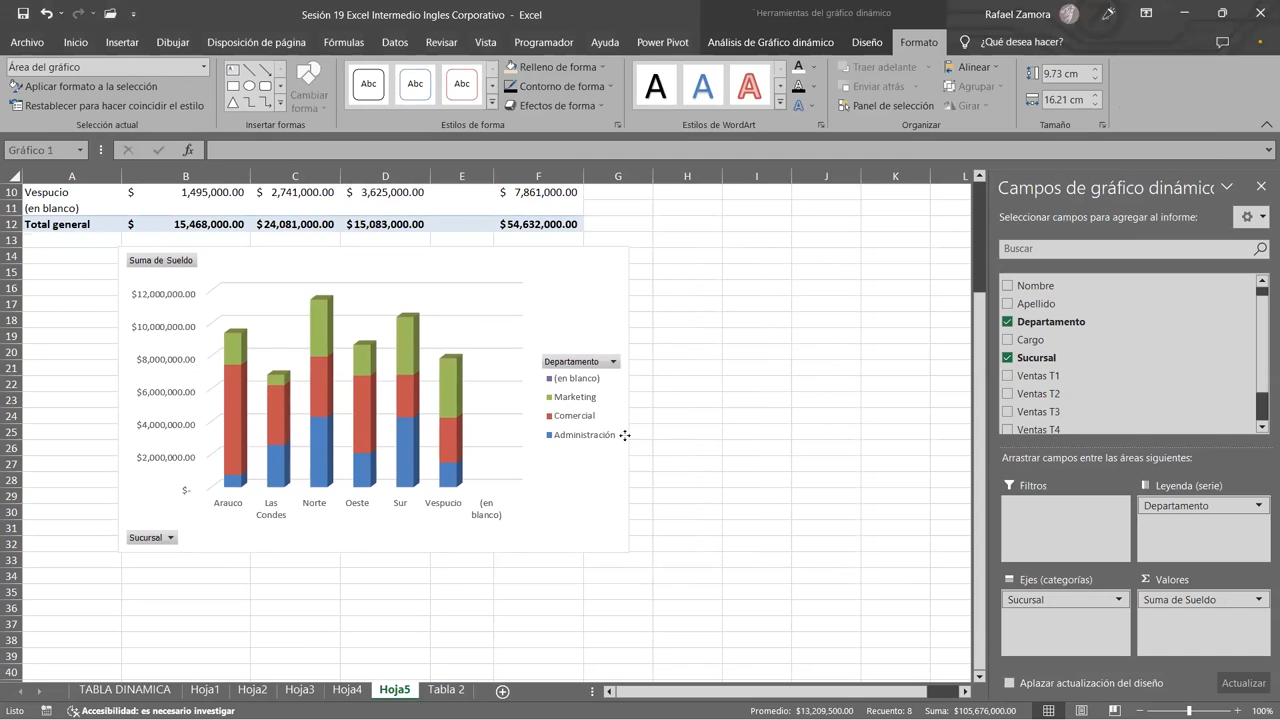 Sesión 19 Excel Intermedio Ingles Corporativo - Excel
Herramientas del gráfico dinámico
Rafael Zamora
Archivo Inicio Insertar Dibujar Disposición de página Fórmulas Datos Revisar Vista Programador Ayuda Power Pivot Análisis de Gráfico dinámico Diseño Formato ¿Qué desea hacer?
Área del gráfico
Aplicar formato a la selección
Restablecer para hacer coincidir el estilo
Selección actual
Cambiar
forma
Insertar formas
Abc Abc Abc
Relleno de forma
Contorno de forma
Efectos de forma
Estilos de forma
A A A
Estilos de WordArt
Traer adelante
Enviar atrás
Panel de selección
Alinear
Agrupar
Girar
Organizar
9.73 cm
16.21 cm
Tamaño
Gráfico 1
fx
A B C D E F G H I J K L
10 Vespucio $ 1,495,000.00 $ 2,741,000.00 $ 3,625,000.00 $ 7,861,000.00
11 (en blanco)
12 Total general $ 15,468,000.00 $ 24,081,000.00 $ 15,083,000.00 $ 54,632,000.00
13
14
15
16
17
18
19
20
21
22
23
24
25
26
27
28
29
30
31
32
33
34
35
36
37
38
39
40
Suma de Sueldo
$12,000,000.00
$10,000,000.00
$8,000,000.00
$6,000,000.00
$4,000,000.00
$2,000,000.00
$-
Arauco Las Condes Norte Oeste Sur Vespucio (en blanco)
Departamento
(en blanco)
Marketing
Comercial
Administración
Sucursal
Campos de gráfico dinámicc
Seleccionar campos para agregar al informe:
Buscar
Nombre
Apellido
Departamento
Cargo
Sucursal
Ventas T1
Ventas T2
Ventas T3
Ventas T4
Arrastrar campos entre las áreas siguientes:
Filtros
Leyenda (serie)
Departamento
Ejes (categorías)
Sucursal
Σ Valores
Suma de Sueldo
Aplazar actualización del diseño
Actualizar
TABLA DINAMICA Hoja1 Hoja2 Hoja3 Hoja4 Hoja5 Tabla 2
Listo
Accesibilidad: es necesario investigar
Promedio: $13,209,500.00 Recuento: 8 Suma: $105,676,000.00
100%